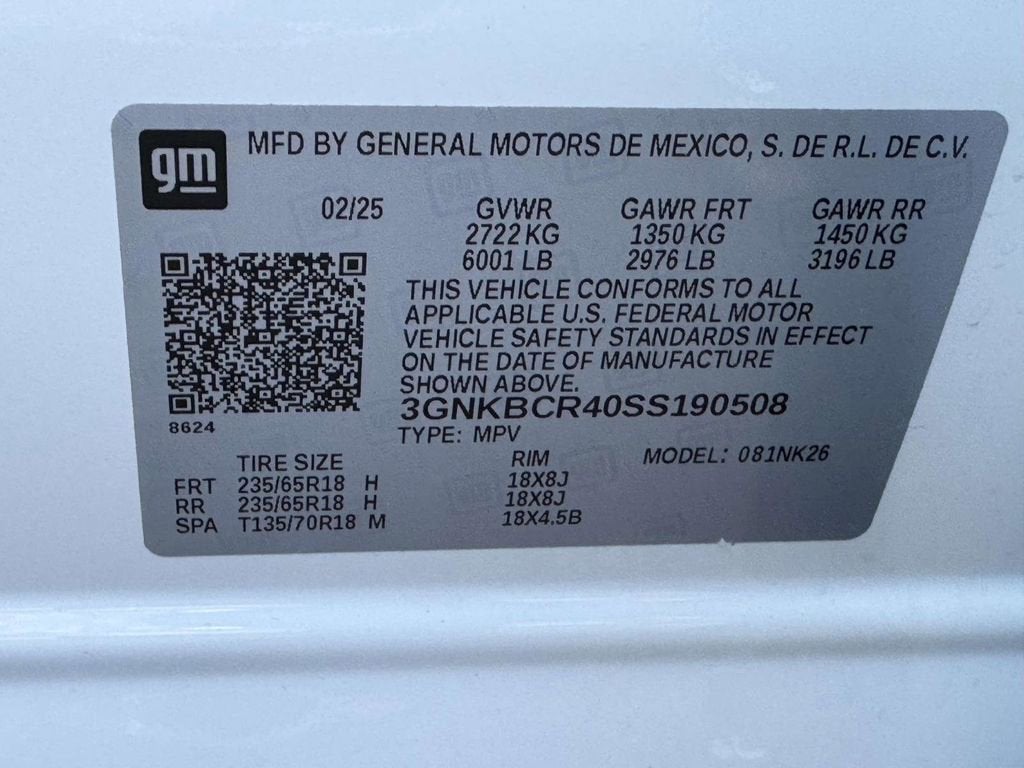 gm
MFD BY GENERAL MOTORS DE MEXICO, S. DE R.L. DE C.V.
02/25 GVWR GAWR FRT GAWR RR
2722 KG 1350 KG 1450 KG
6001 LB 2976 LB 3196 LB
THIS VEHICLE CONFORMS TO ALL
APPLICABLE U.S. FEDERAL MOTOR
VEHICLE SAFETY STANDARDS IN EFFECT
ON THE DATE OF MANUFACTURE
SHOWN ABOVE.
3GNKBCR40SS190508
8624
TYPE: MPV
TIRE SIZE RIM MODEL: 081NK26
FRT 235/65R18 H 18X8J
RR 235/65R18 H 18X8J
SPA T135/70R18 M 18X4.5B